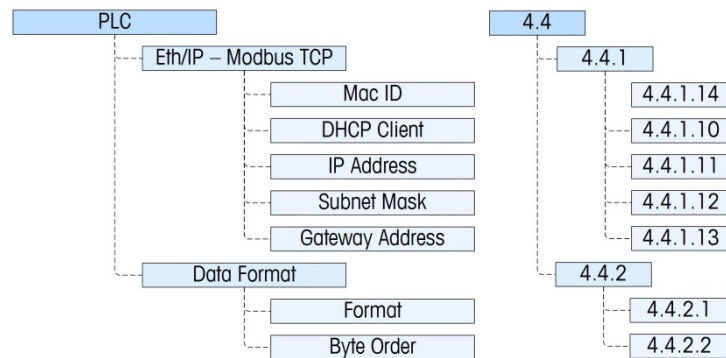 PLC 4.4
Eth/IP – Modbus TCP 4.4.1
Mac ID 4.4.1.14
DHCP Client 4.4.1.10
IP Address 4.4.1.11
Subnet Mask 4.4.1.12
Gateway Address 4.4.1.13
Data Format 4.4.2
Format 4.4.2.1
Byte Order 4.4.2.2